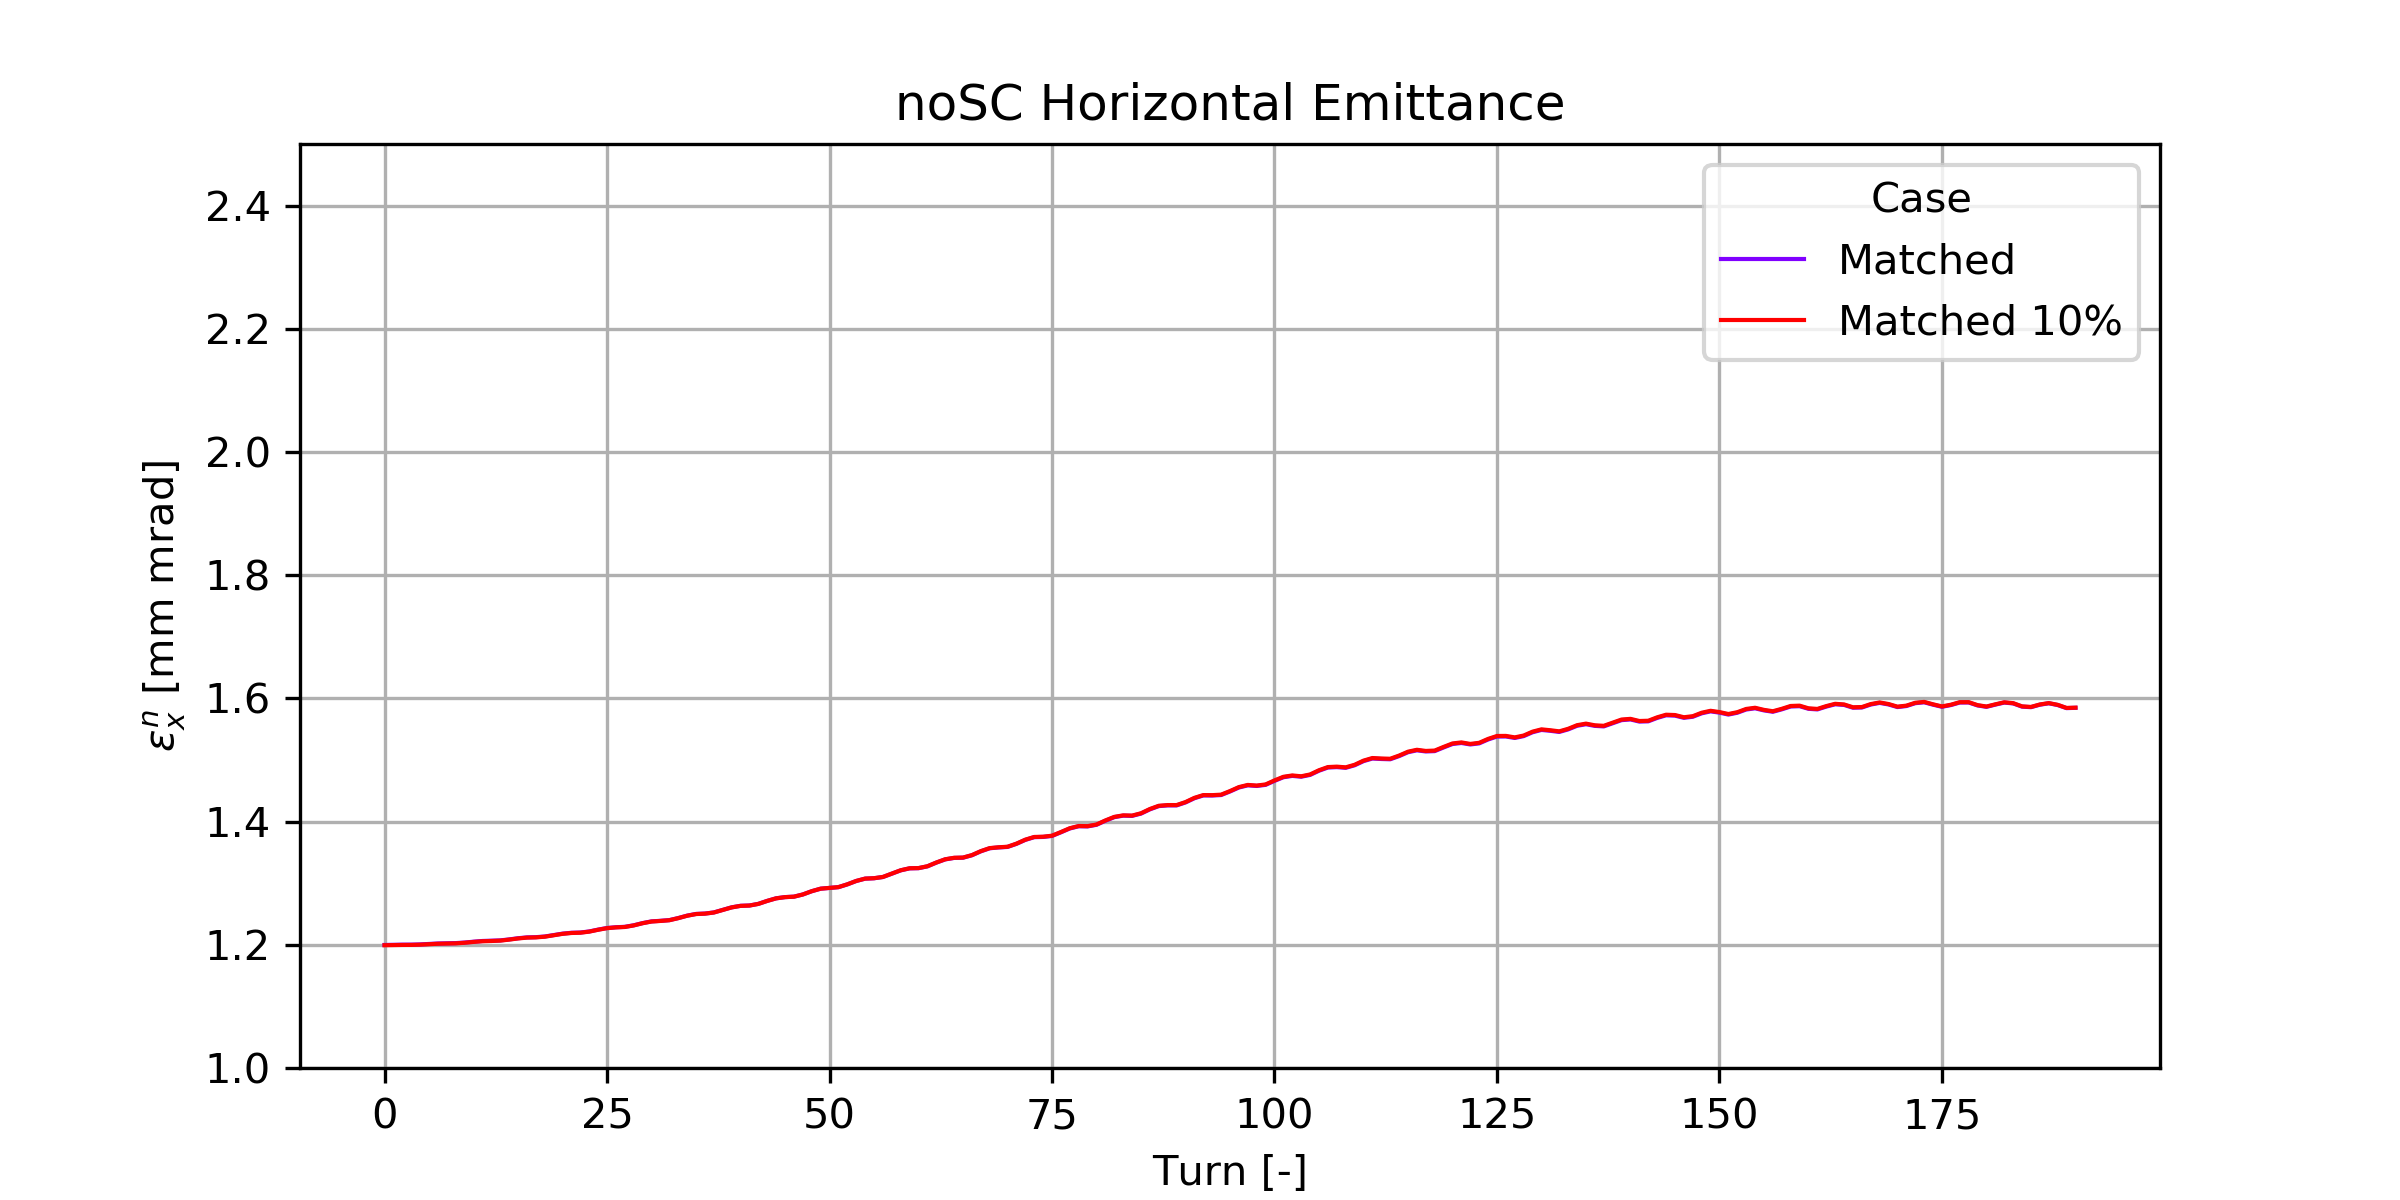 noSC Horizontal Emittance
Case
Matched
Matched 10%
2.4
2.2
2.0
1.8
1.6
1.4
1.2
1.0
εₓⁿ [mm mrad]
0 25 50 75 100 125 150 175
Turn [-]